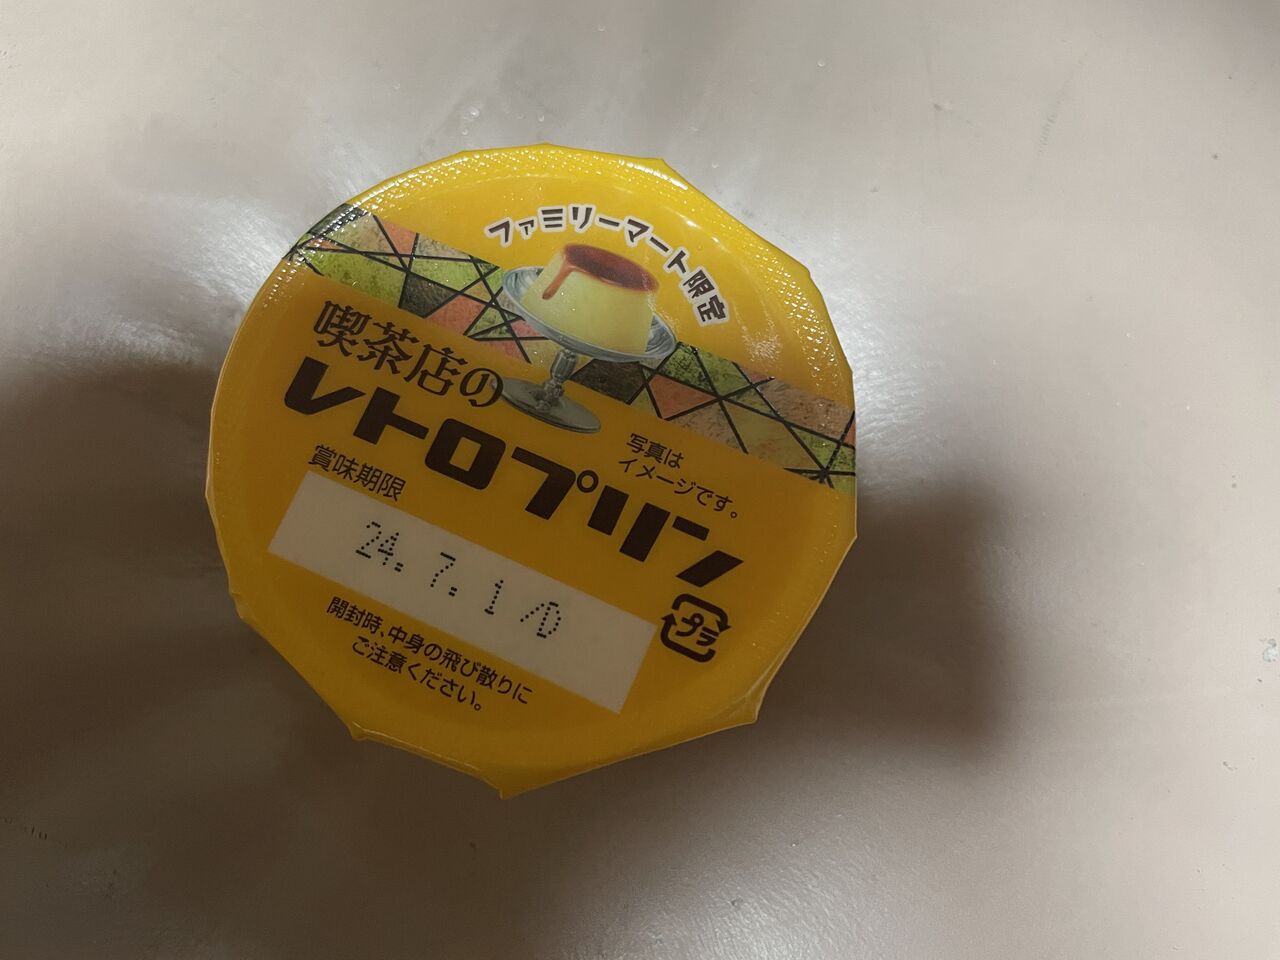 ファミリーマート限定
喫茶店の
レトロプリン
写真は
イメージです。
賞味期限
24. 7. 1 /D
プラ
開封時、中身の飛び散りに
ご注意ください。